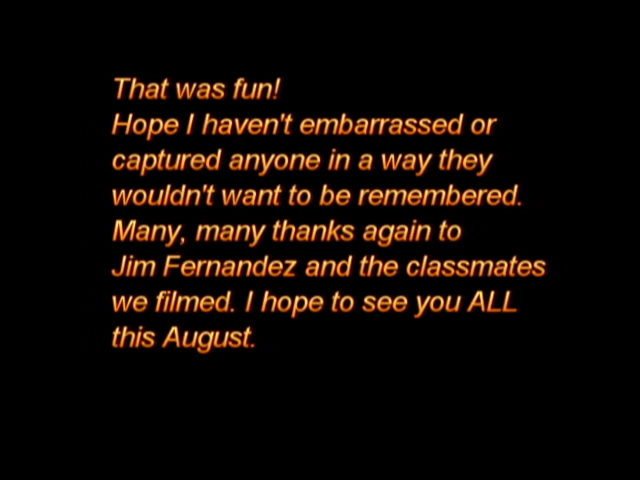 That was fun!
Hope I haven't embarrassed or
captured anyone in a way they
wouldn't want to be remembered.
Many, many thanks again to
Jim Fernandez and the classmates
we filmed. I hope to see you ALL
this August.